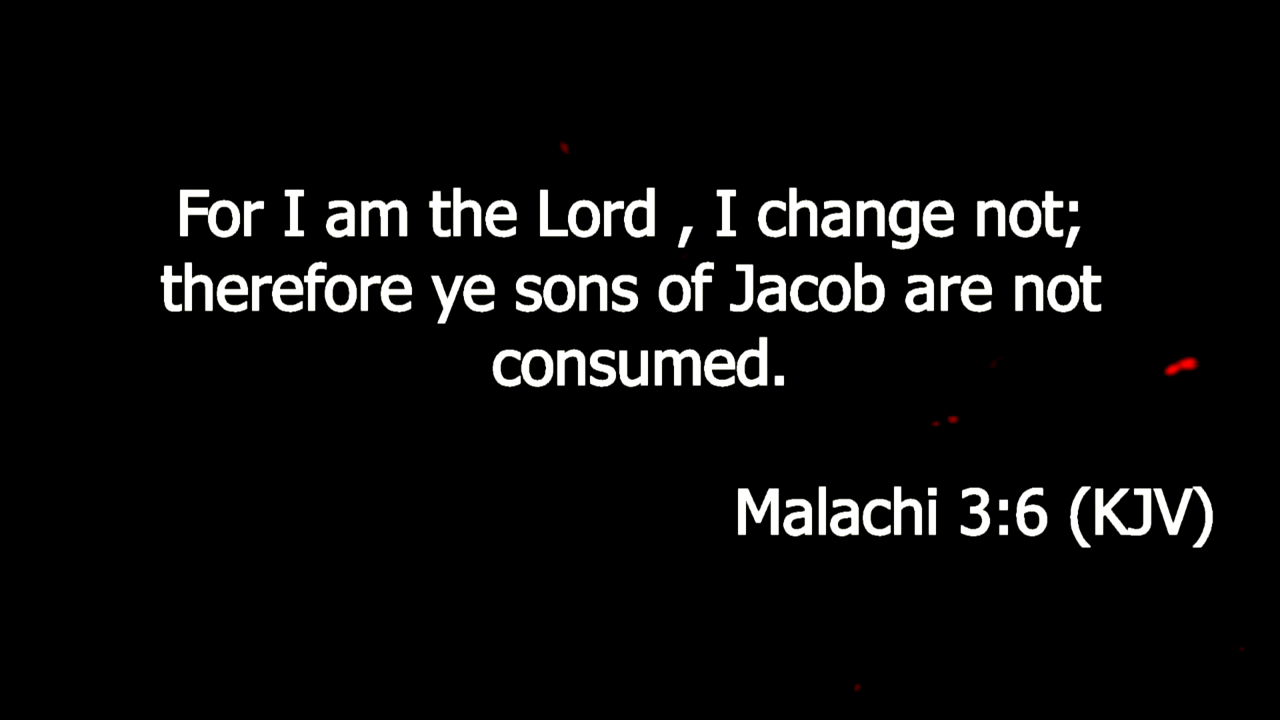 For I am the Lord , I change not;
therefore ye sons of Jacob are not
consumed.
Malachi 3:6 (KJV)